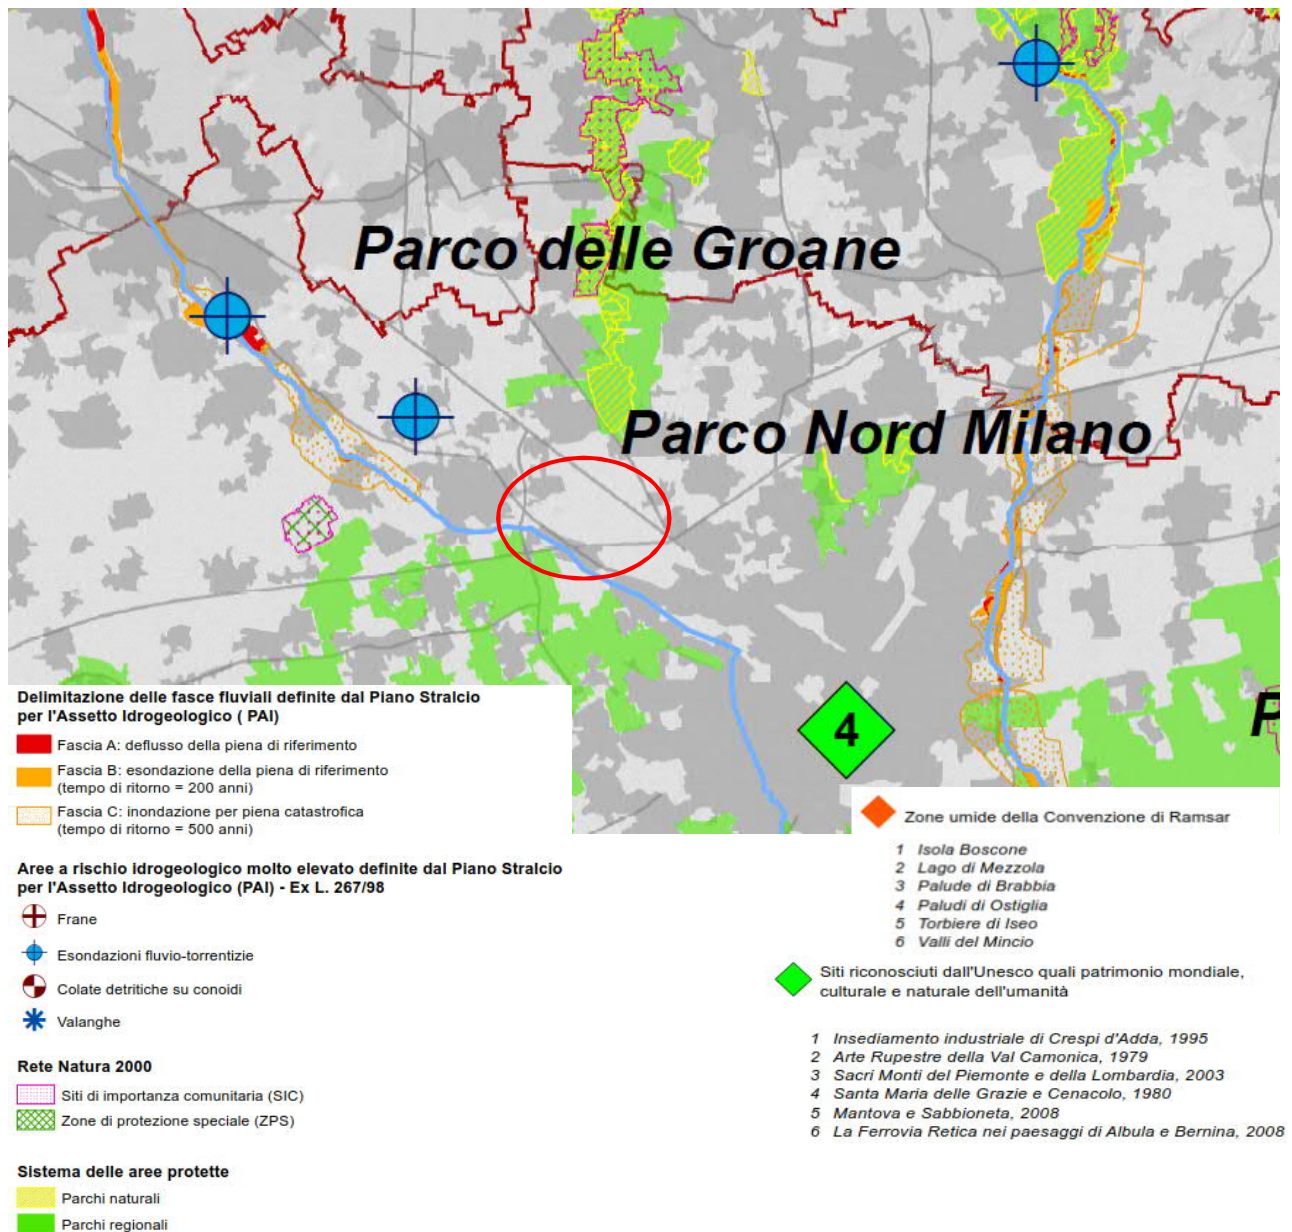 Parco delle Groane
Parco Nord Milano
P
4
Delimitazione delle fasce fluviali definite dal Piano Stralcio
per l'Assetto Idrogeologico ( PAI)
Fascia A: deflusso della piena di riferimento
Fascia B: esondazione della piena di riferimento
(tempo di ritorno = 200 anni)
Fascia C: inondazione per piena catastrofica
(tempo di ritorno = 500 anni)
Aree a rischio idrogeologico molto elevato definite dal Piano Stralcio
per l'Assetto Idrogeologico (PAI) - Ex L. 267/98
Frane
Esondazioni fluvio-torrentizie
Colate detritiche su conoidi
Valanghe
Rete Natura 2000
Siti di importanza comunitaria (SIC)
Zone di protezione speciale (ZPS)
Sistema delle aree protette
Parchi naturali
Parchi regionali
Zone umide della Convenzione di Ramsar
1 Isola Boscone
2 Lago di Mezzola
3 Palude di Brabbia
4 Paludi di Ostiglia
5 Torbiere di Iseo
6 Valli del Mincio
Siti riconosciuti dall'Unesco quali patrimonio mondiale,
culturale e naturale dell'umanità
1 Insediamento industriale di Crespi d'Adda, 1995
2 Arte Rupestre della Val Camonica, 1979
3 Sacri Monti del Piemonte e della Lombardia, 2003
4 Santa Maria delle Grazie e Cenacolo, 1980
5 Mantova e Sabbioneta, 2008
6 La Ferrovia Retica nei paesaggi di Albula e Bernina, 2008